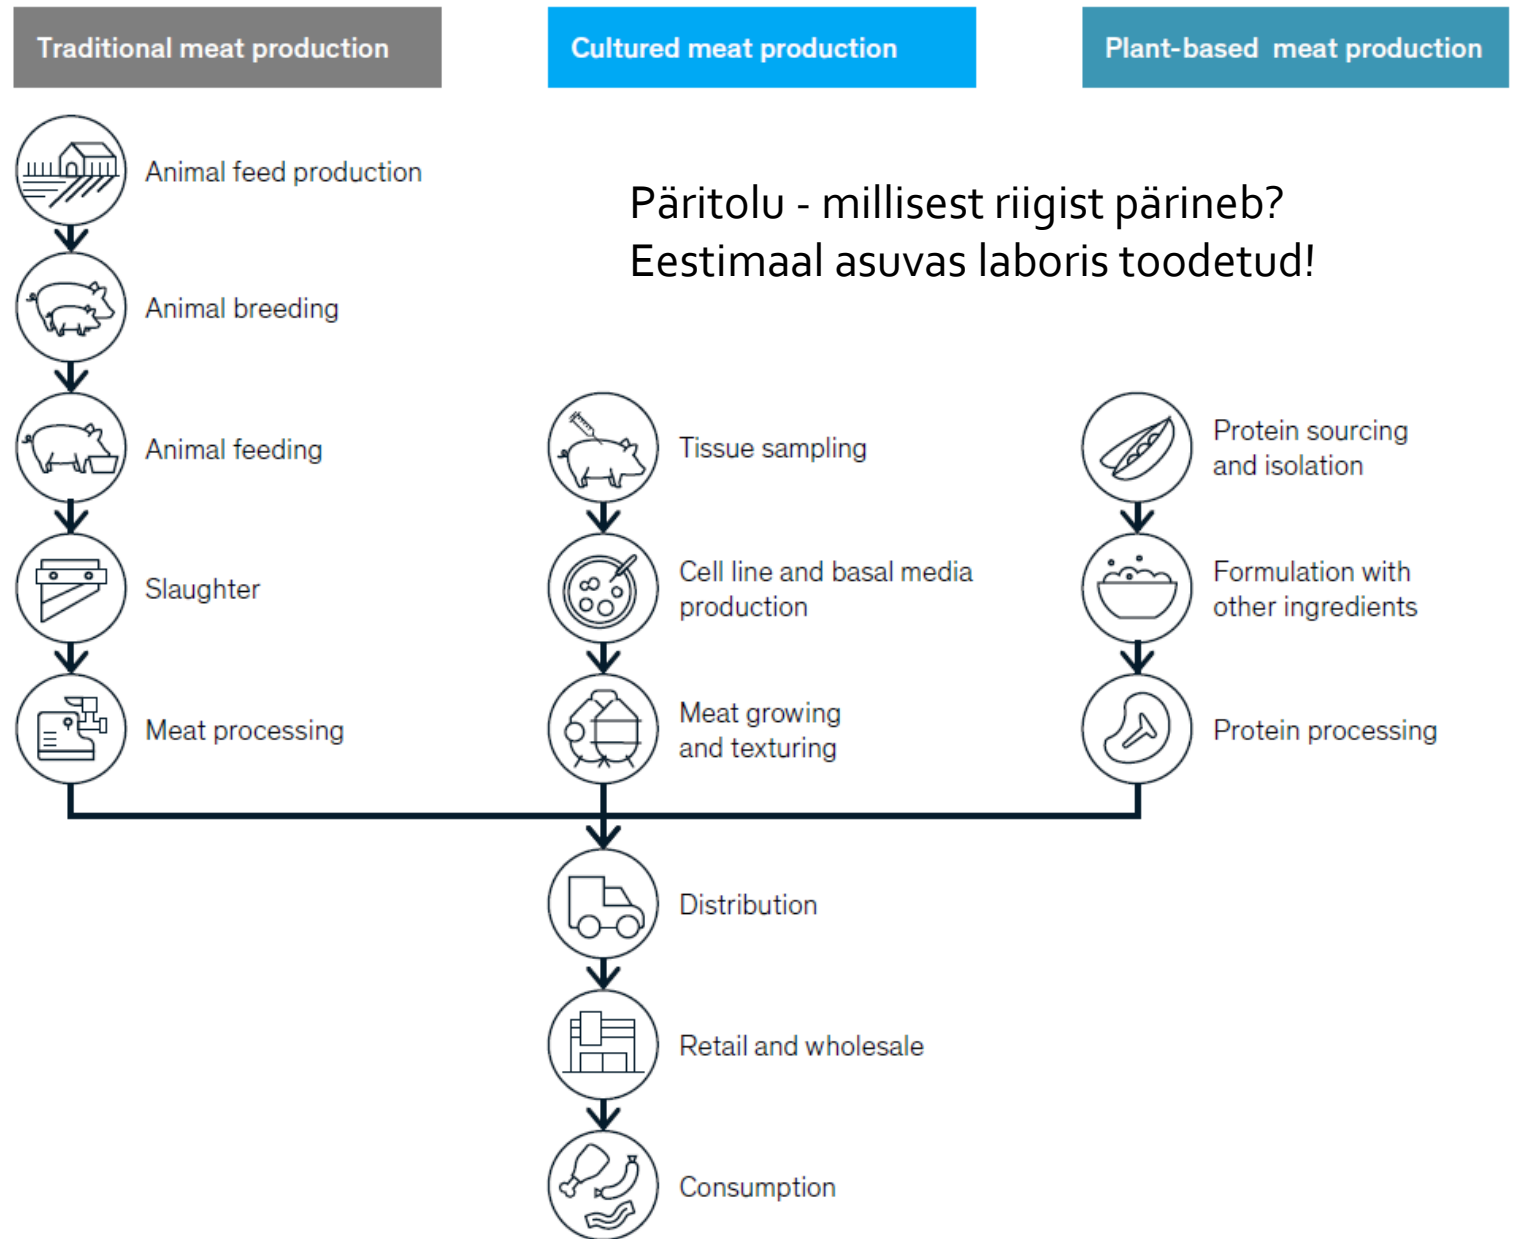 Traditional meat production
Cultured meat production
Plant-based meat production
Animal feed production
Päritolu - millisest riigist pärineb?
Eestimaal asuvas laboris toodetud!
Animal breeding
Animal feeding
Slaughter
Meat processing
Tissue sampling
Cell line and basal media
production
Meat growing
and texturing
Protein sourcing
and isolation
Formulation with
other ingredients
Protein processing
Distribution
Retail and wholesale
Consumption